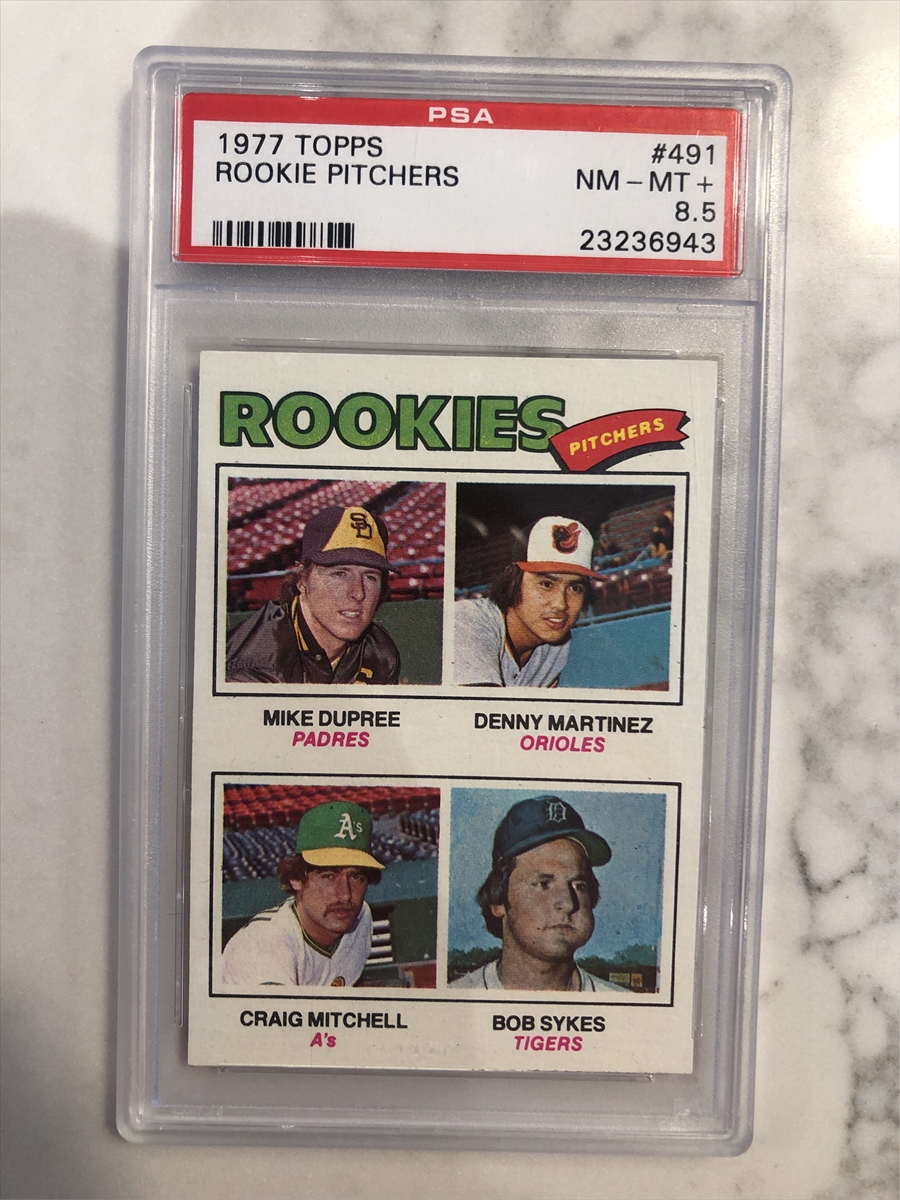 PSA
1977 TOPPS #491
ROOKIE PITCHERS NM - MT +
8.5
23236943
ROOKIES
PITCHERS
SD
A's
D
MIKE DUPREE DENNY MARTINEZ
PADRES ORIOLES
CRAIG MITCHELL BOB SYKES
A's TIGERS